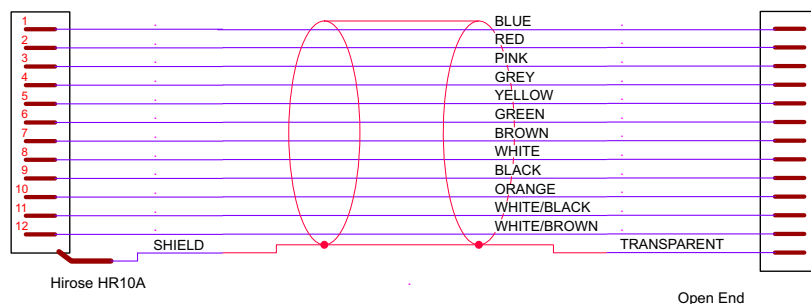 1 BLUE
2 RED
3 PINK
4 GREY
5 YELLOW
6 GREEN
7 BROWN
8 WHITE
9 BLACK
10 ORANGE
11 WHITE/BLACK
12 WHITE/BROWN
SHIELD TRANSPARENT
Hirose HR10A
Open End